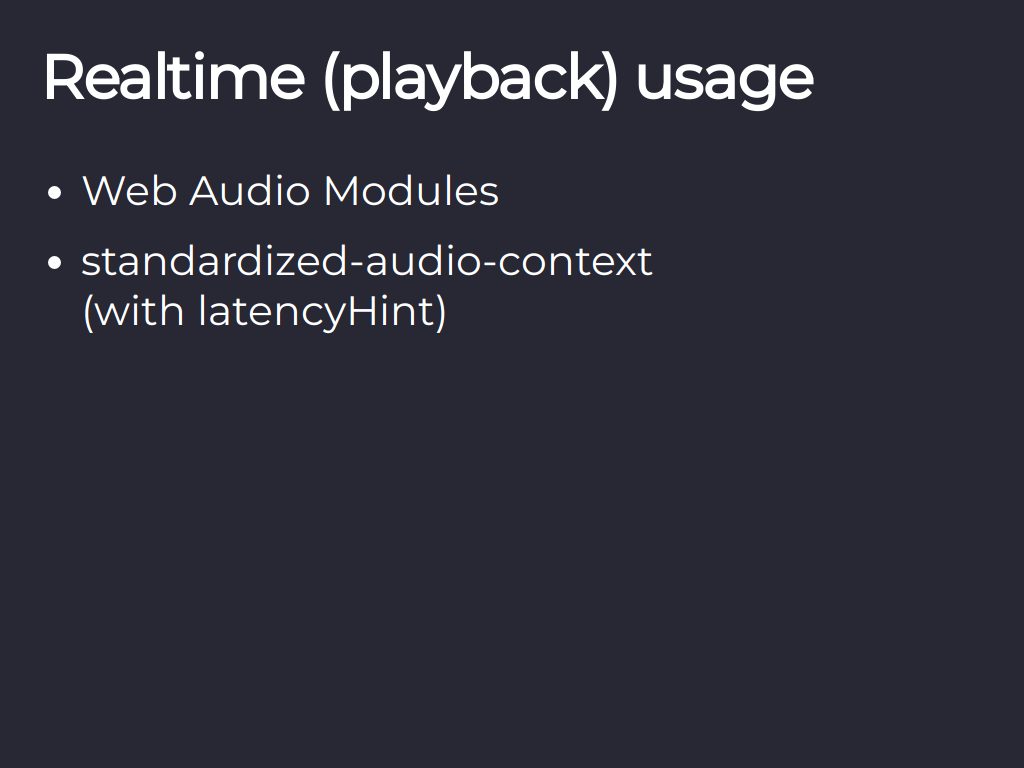 Realtime (playback) usage
• Web Audio Modules
• standardized-audio-context
(with latencyHint)